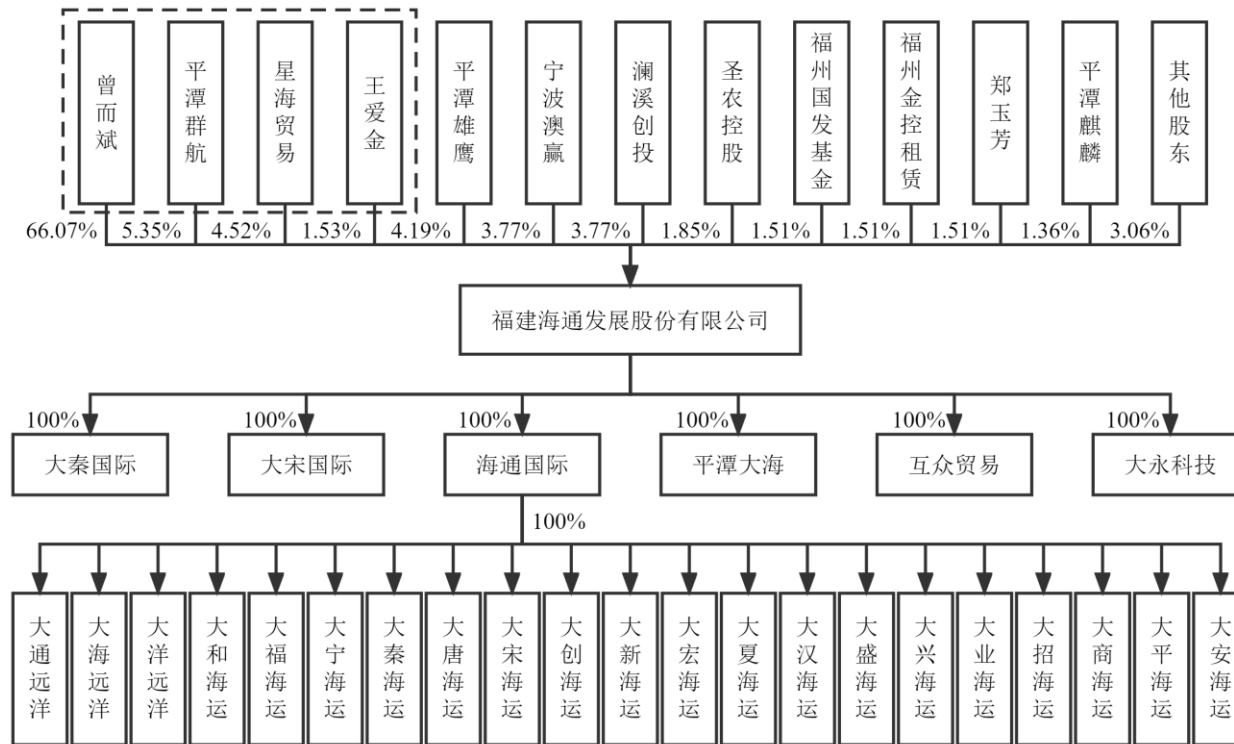 曾而斌
平潭群航
星海贸易
王爱金
平潭雄鹰
宁波澳赢
澜溪创投
圣农控股
福州国发基金
福州金控租赁
郑玉芳
平潭麒麟
其他股东
66.07%
5.35%
4.52%
1.53%
4.19%
3.77%
3.77%
1.85%
1.51%
1.51%
1.51%
1.36%
3.06%
福建海通发展股份有限公司
100%
100%
100%
100%
100%
100%
大秦国际
大宋国际
海通国际
平潭大海
互众贸易
大永科技
100%
大通远洋
大海远洋
大洋远洋
大和海运
大福海运
大宁海运
大秦海运
大唐海运
大宋海运
大创海运
大新海运
大宏海运
大夏海运
大汉海运
大盛海运
大兴海运
大业海运
大招海运
大商海运
大平海运
大安海运